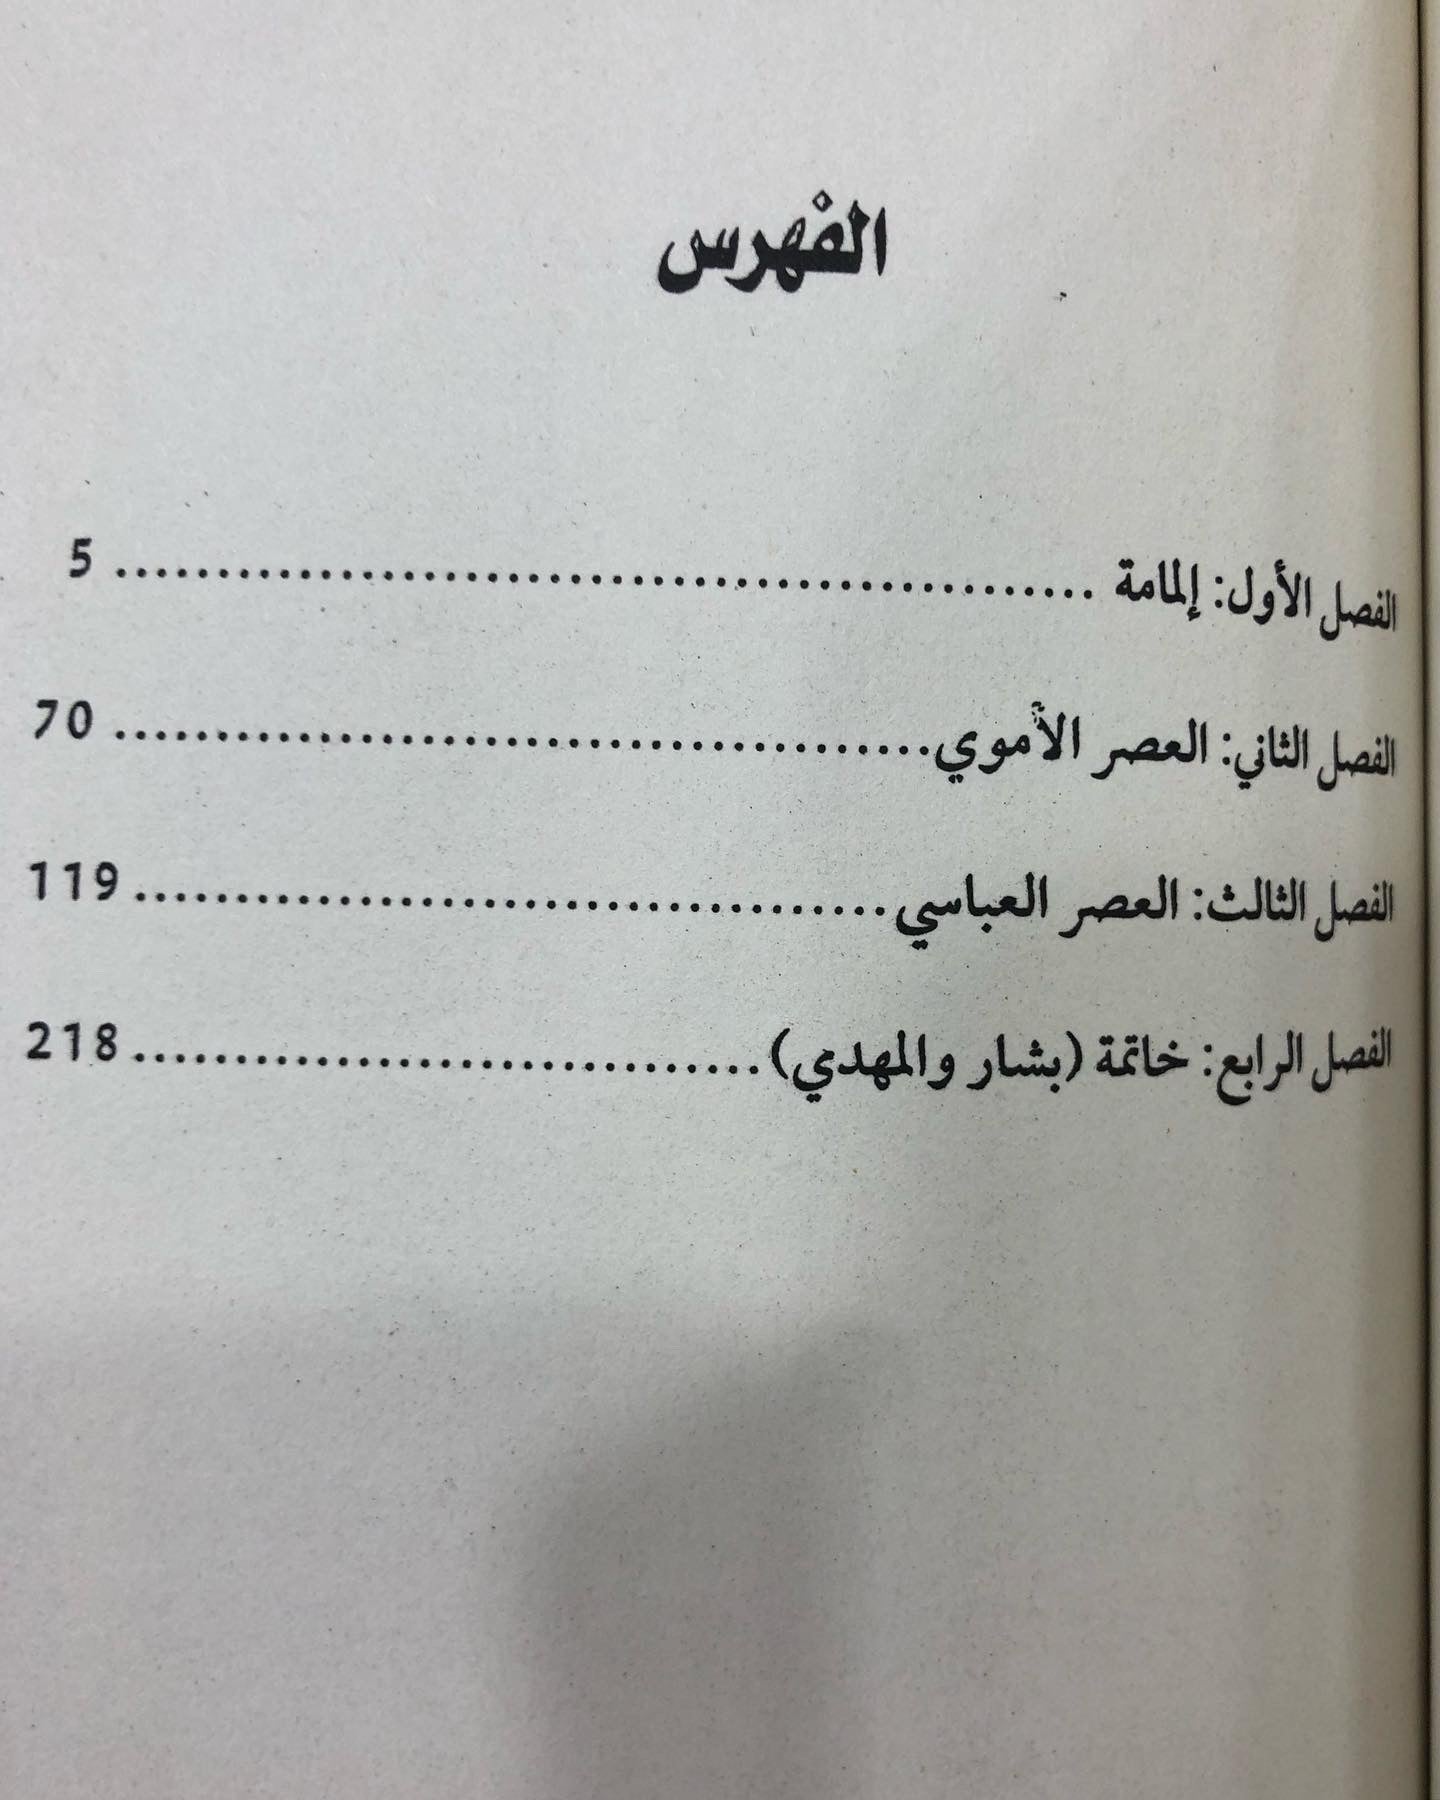 الفهرس
الفصل الأول: إلمامة ........................................ 5
الفصل الثاني: العصر الأموي........................................ 70
الفصل الثالث: العصر العباسي..................................... 119
الفصل الرابع: خاتمة (بشار والمهدي)............................... 218